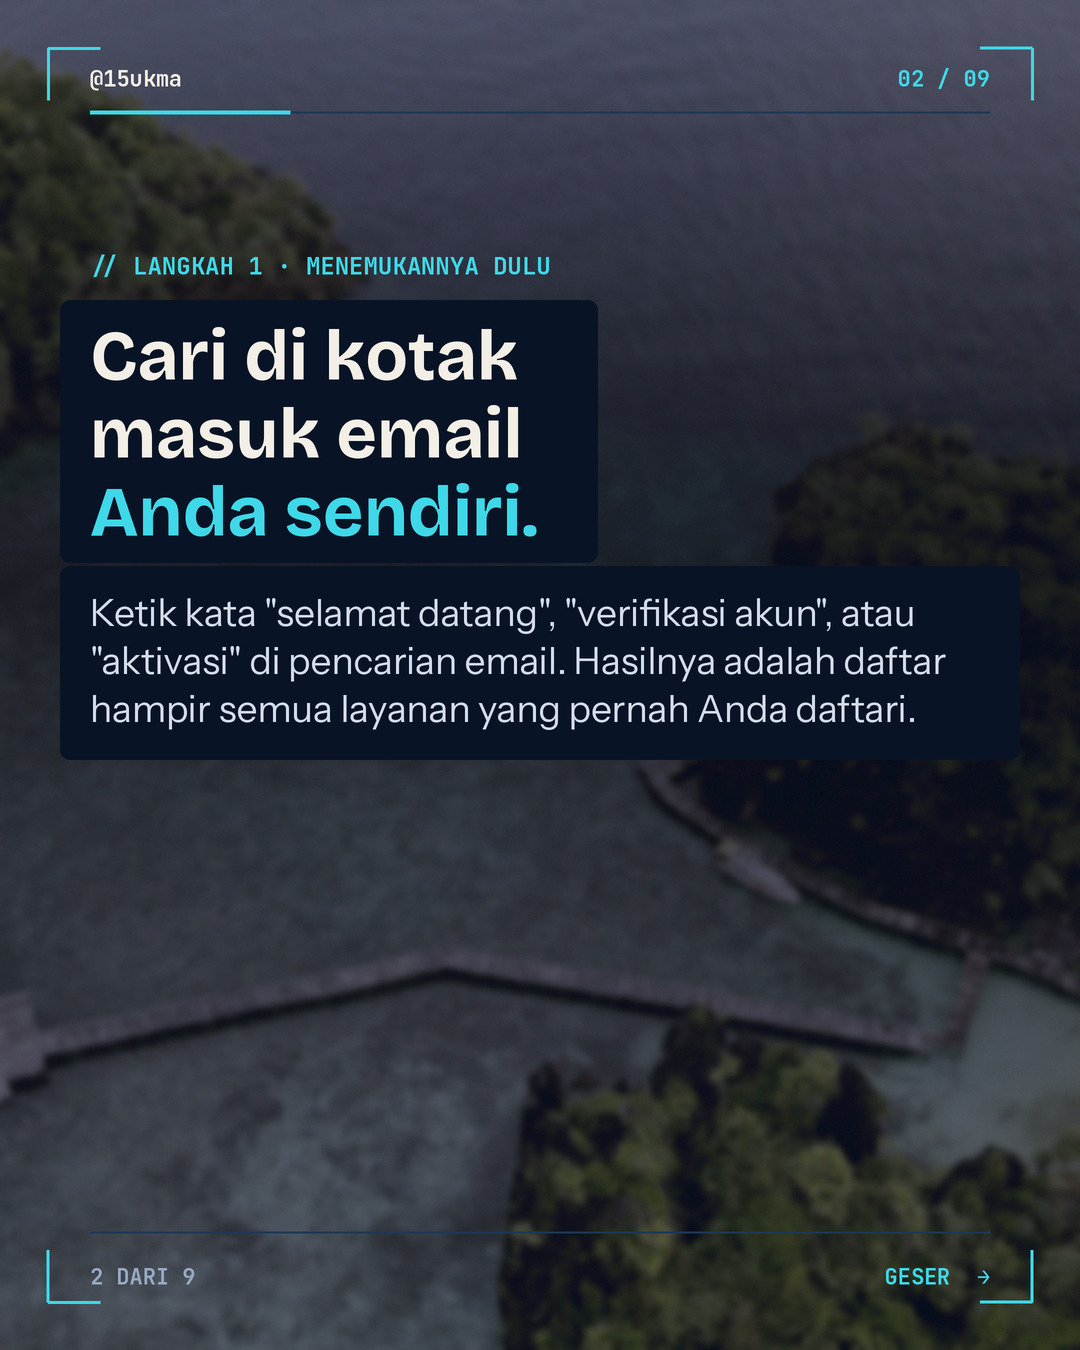 @15ukma
02 / 09
// LANGKAH 1 · MENEMUKANNYA DULU
Cari di kotak
masuk email
Anda sendiri.
Ketik kata "selamat datang", "verifikasi akun", atau
"aktivasi" di pencarian email. Hasilnya adalah daftar
hampir semua layanan yang pernah Anda daftari.
2 DARI 9
GESER →